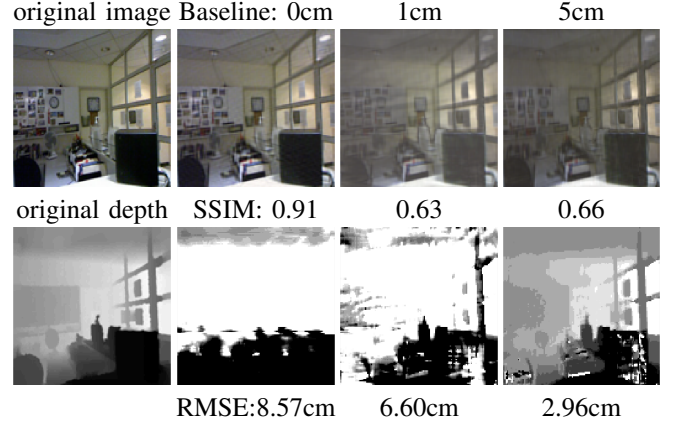 original image Baseline: 0cm 1cm 5cm
original depth SSIM: 0.91 0.63 0.66
RMSE:8.57cm 6.60cm 2.96cm